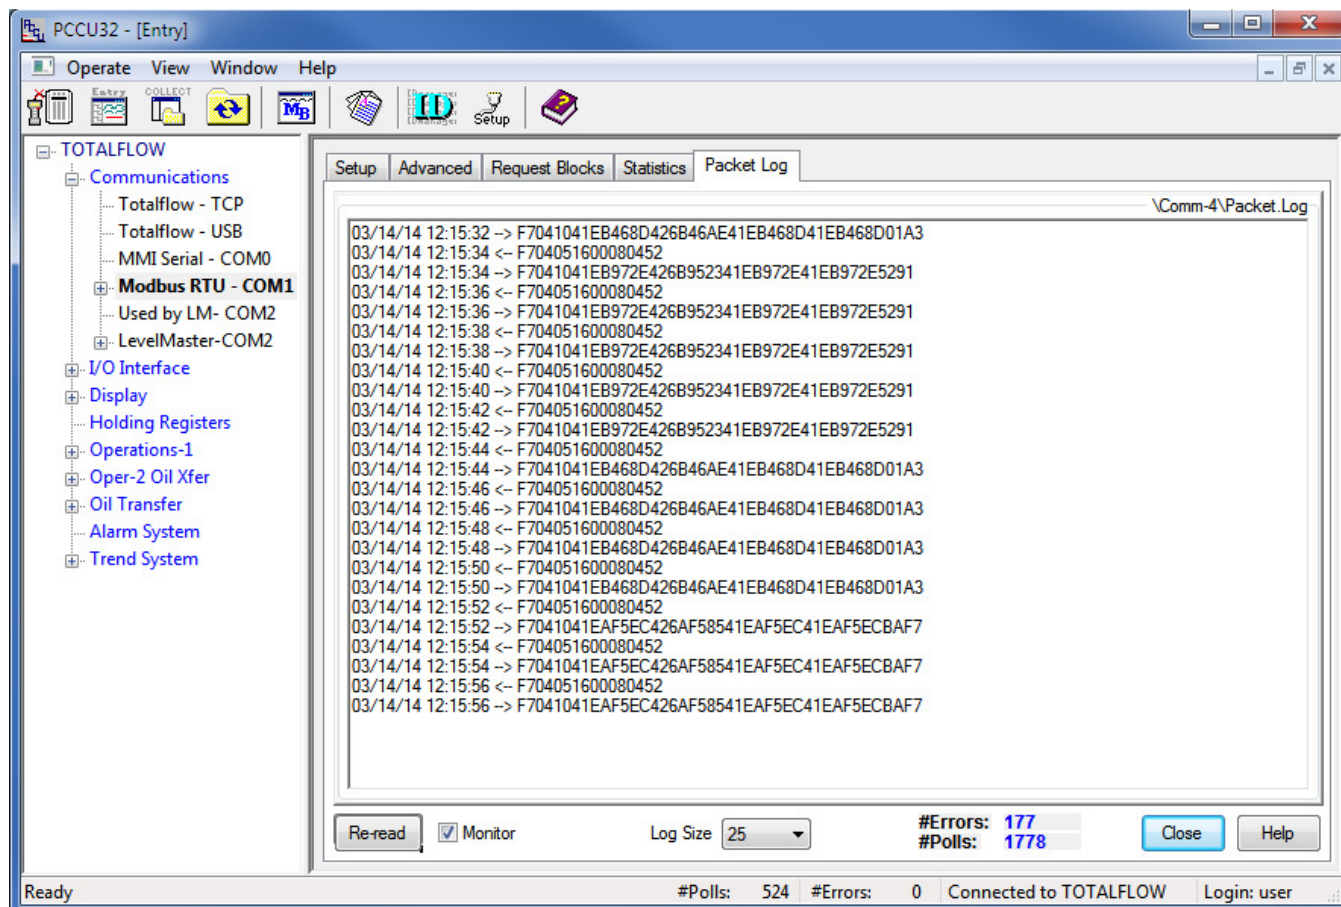 PCCU32 - [Entry]
Operate View Window Help
Entry COLLECT
MB ID Setup
TOTALFLOW
Communications
Totalflow - TCP
Totalflow - USB
MMI Serial - COM0
Modbus RTU - COM1
Used by LM- COM2
LevelMaster-COM2
I/O Interface
Display
Holding Registers
Operations-1
Oper-2 Oil Xfer
Oil Transfer
Alarm System
Trend System
Setup Advanced Request Blocks Statistics Packet Log
\Comm-4\Packet.Log
03/14/14 12:15:32 --> F7041041EB468D426B46AE41EB468D41EB468D01A3
03/14/14 12:15:34 <-- F704051600080452
03/14/14 12:15:34 --> F7041041EB972E426B952341EB972E41EB972E5291
03/14/14 12:15:36 <-- F704051600080452
03/14/14 12:15:36 --> F7041041EB972E426B952341EB972E41EB972E5291
03/14/14 12:15:38 <-- F704051600080452
03/14/14 12:15:38 --> F7041041EB972E426B952341EB972E41EB972E5291
03/14/14 12:15:40 <-- F704051600080452
03/14/14 12:15:40 --> F7041041EB972E426B952341EB972E41EB972E5291
03/14/14 12:15:42 <-- F704051600080452
03/14/14 12:15:42 --> F7041041EB972E426B952341EB972E41EB972E5291
03/14/14 12:15:44 <-- F704051600080452
03/14/14 12:15:44 --> F7041041EB468D426B46AE41EB468D41EB468D01A3
03/14/14 12:15:46 <-- F704051600080452
03/14/14 12:15:46 --> F7041041EB468D426B46AE41EB468D41EB468D01A3
03/14/14 12:15:48 <-- F704051600080452
03/14/14 12:15:48 --> F7041041EB468D426B46AE41EB468D41EB468D01A3
03/14/14 12:15:50 <-- F704051600080452
03/14/14 12:15:50 --> F7041041EB468D426B46AE41EB468D41EB468D01A3
03/14/14 12:15:52 <-- F704051600080452
03/14/14 12:15:52 --> F7041041EAF5EC426AF58541EAF5EC41EAF5ECBAF7
03/14/14 12:15:54 <-- F704051600080452
03/14/14 12:15:54 --> F7041041EAF5EC426AF58541EAF5EC41EAF5ECBAF7
03/14/14 12:15:56 <-- F704051600080452
03/14/14 12:15:56 --> F7041041EAF5EC426AF58541EAF5EC41EAF5ECBAF7
Re-read Monitor Log Size 25 #Errors: 177 Close Help
#Polls: 1778
Ready #Polls: 524 #Errors: 0 Connected to TOTALFLOW Login: user